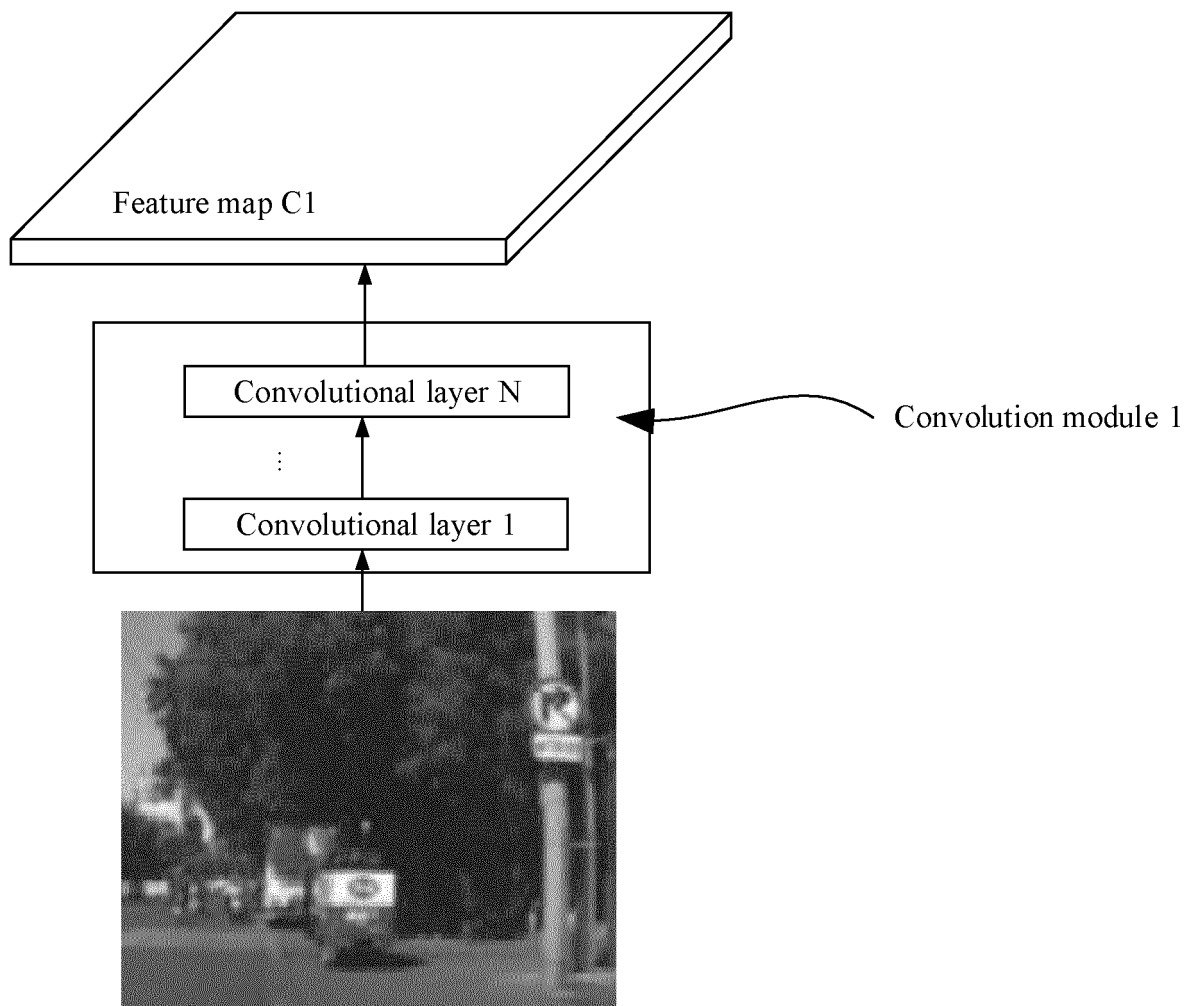 Feature map C1
Convolutional layer N
⋮
Convolutional layer 1
Convolution module 1